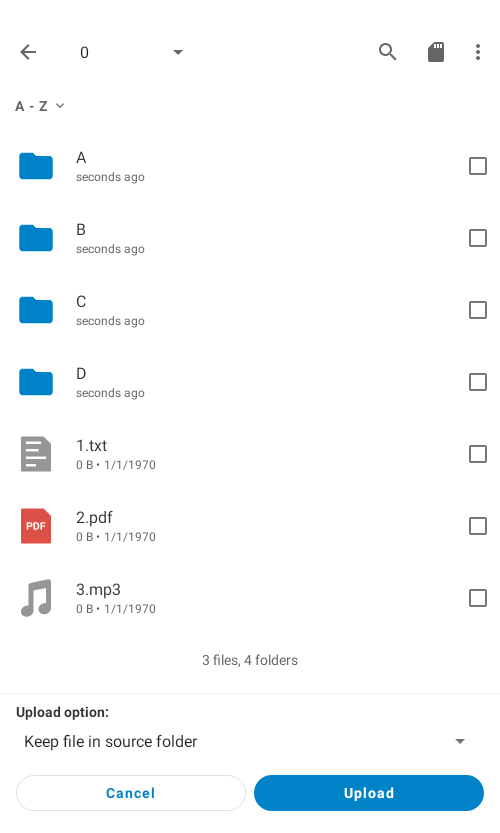 0
A - Z
A
seconds ago
B
seconds ago
C
seconds ago
D
seconds ago
1.txt
0 B • 1/1/1970
PDF
2.pdf
0 B • 1/1/1970
3.mp3
0 B • 1/1/1970
3 files, 4 folders
Upload option:
Keep file in source folder
Cancel Upload